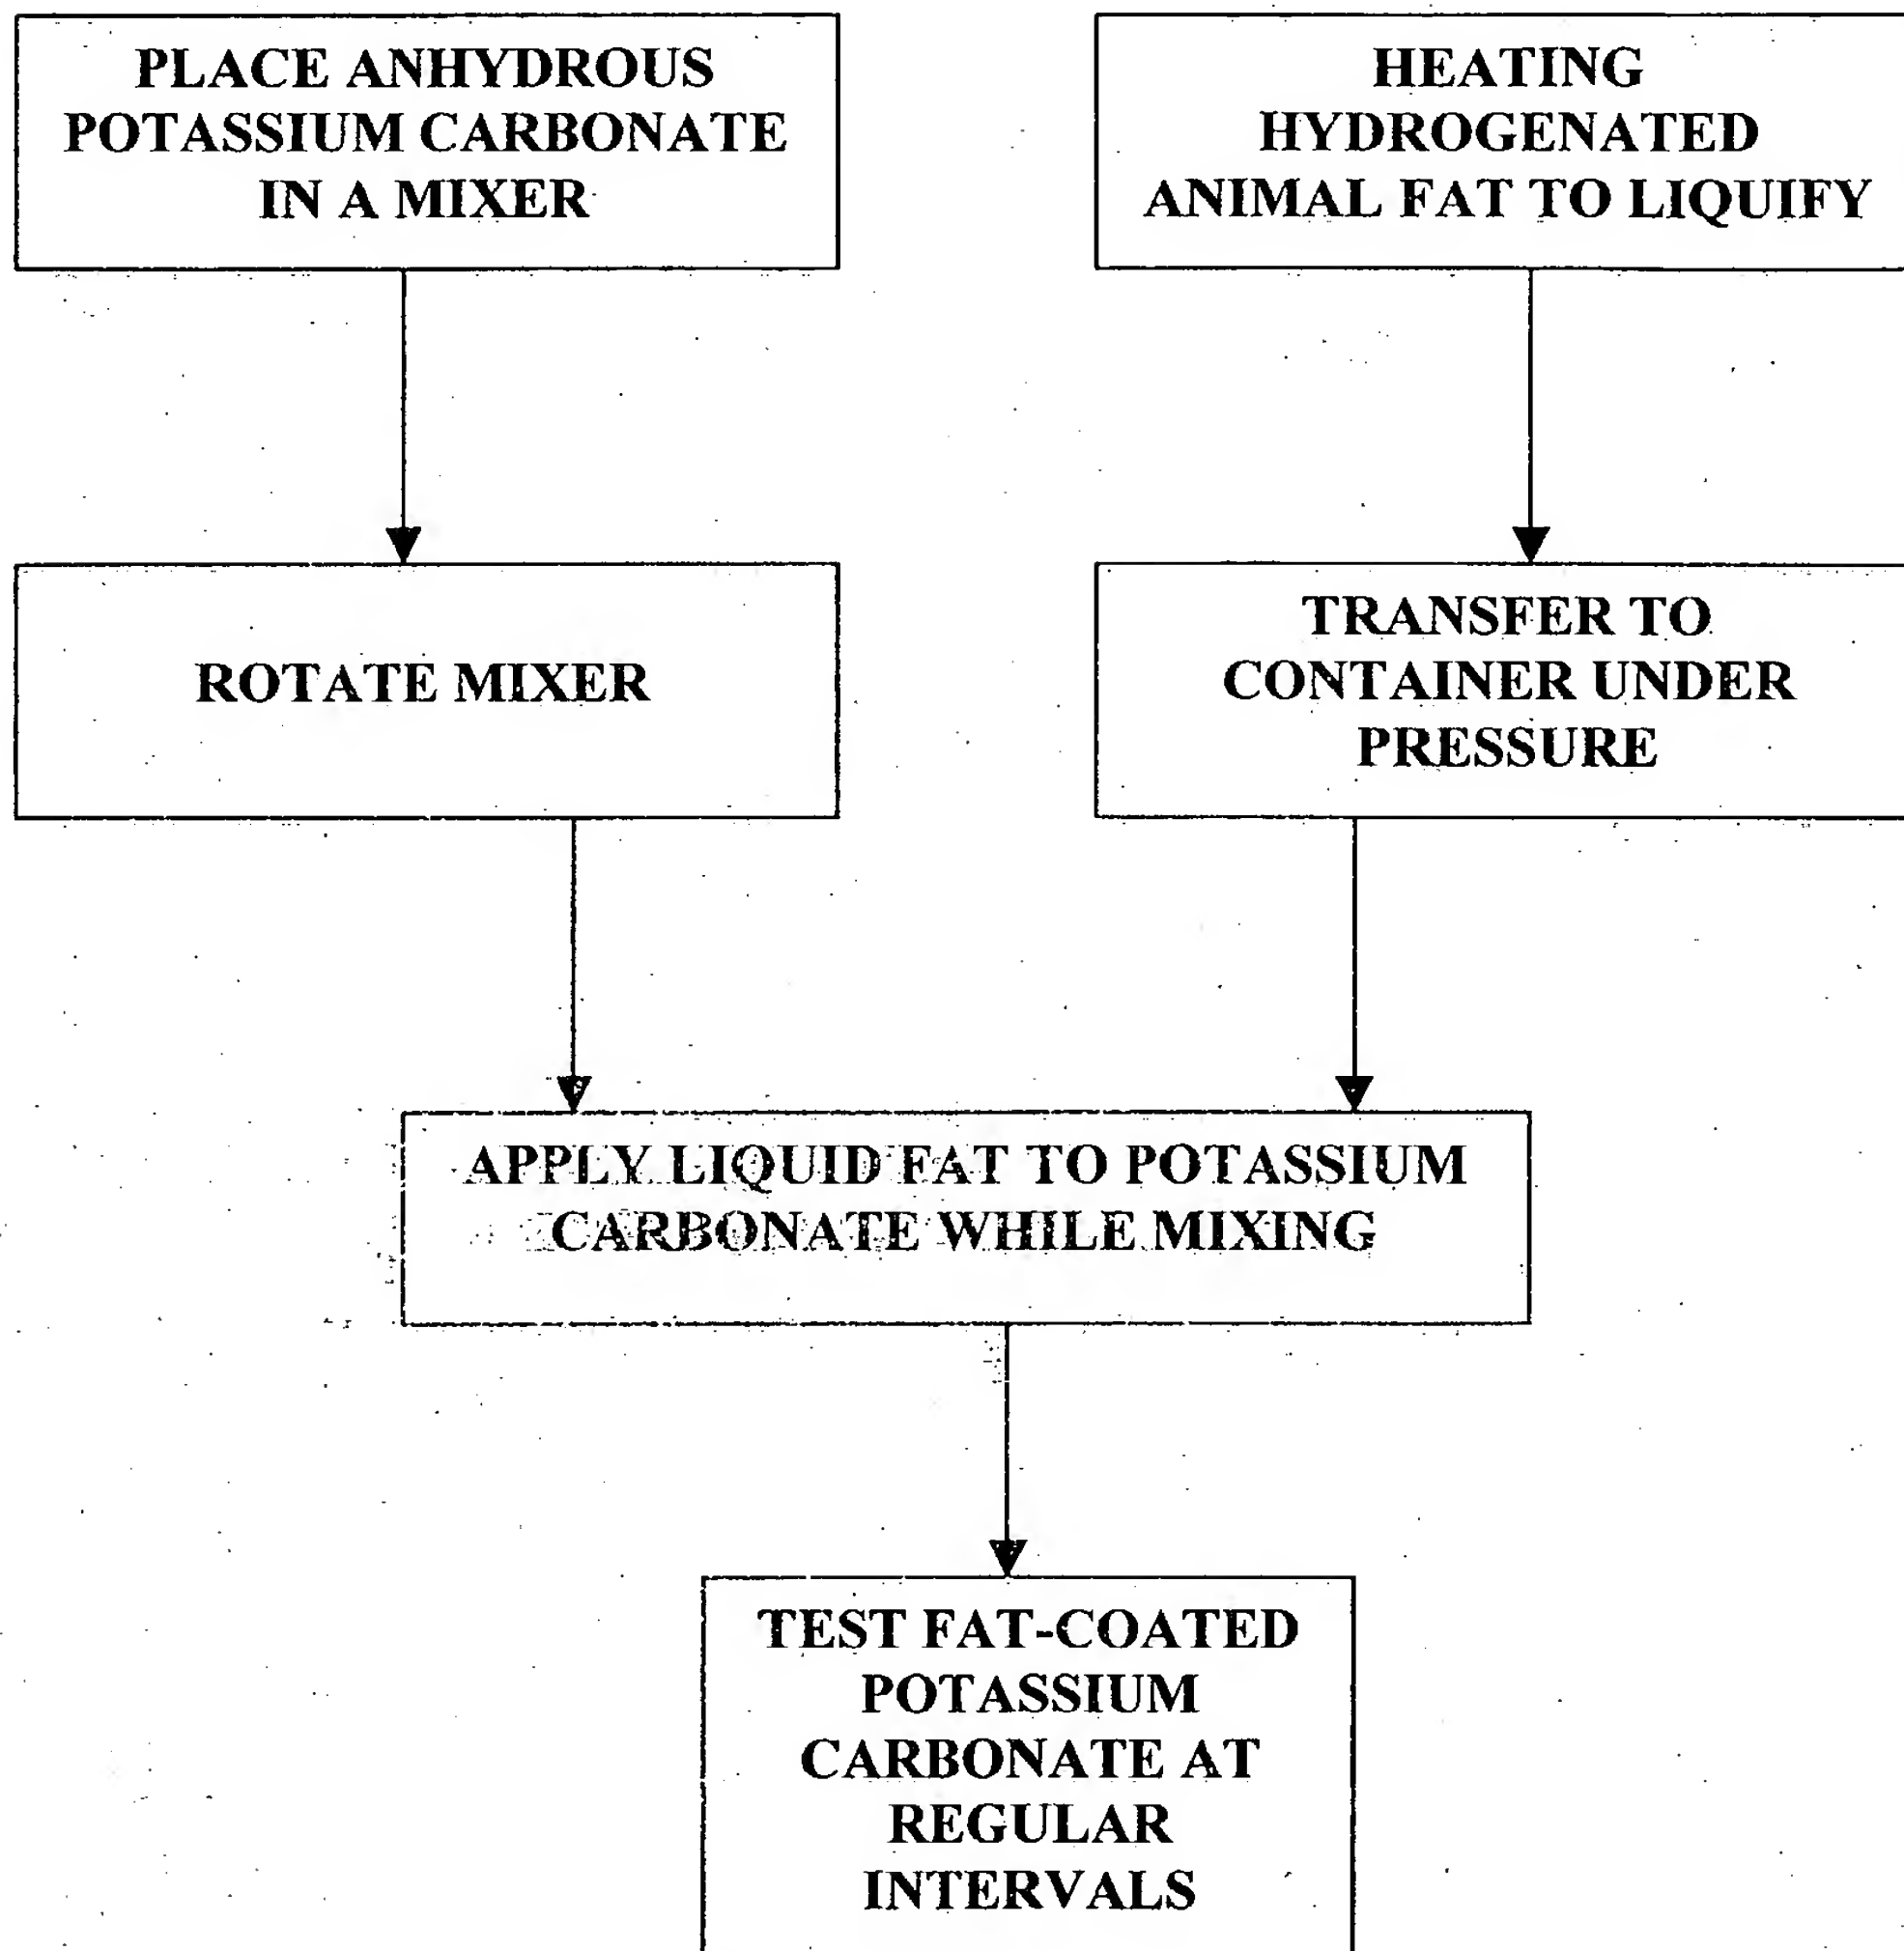 PLACE ANHYDROUS
POTASSIUM CARBONATE
IN A MIXER
HEATING
HYDROGENATED
ANIMAL FAT TO LIQUIFY
ROTATE MIXER
TRANSFER TO
CONTAINER UNDER
PRESSURE
APPLY LIQUID FAT TO POTASSIUM
CARBONATE WHILE MIXING
TEST FAT-COATED
POTASSIUM
CARBONATE AT
REGULAR
INTERVALS